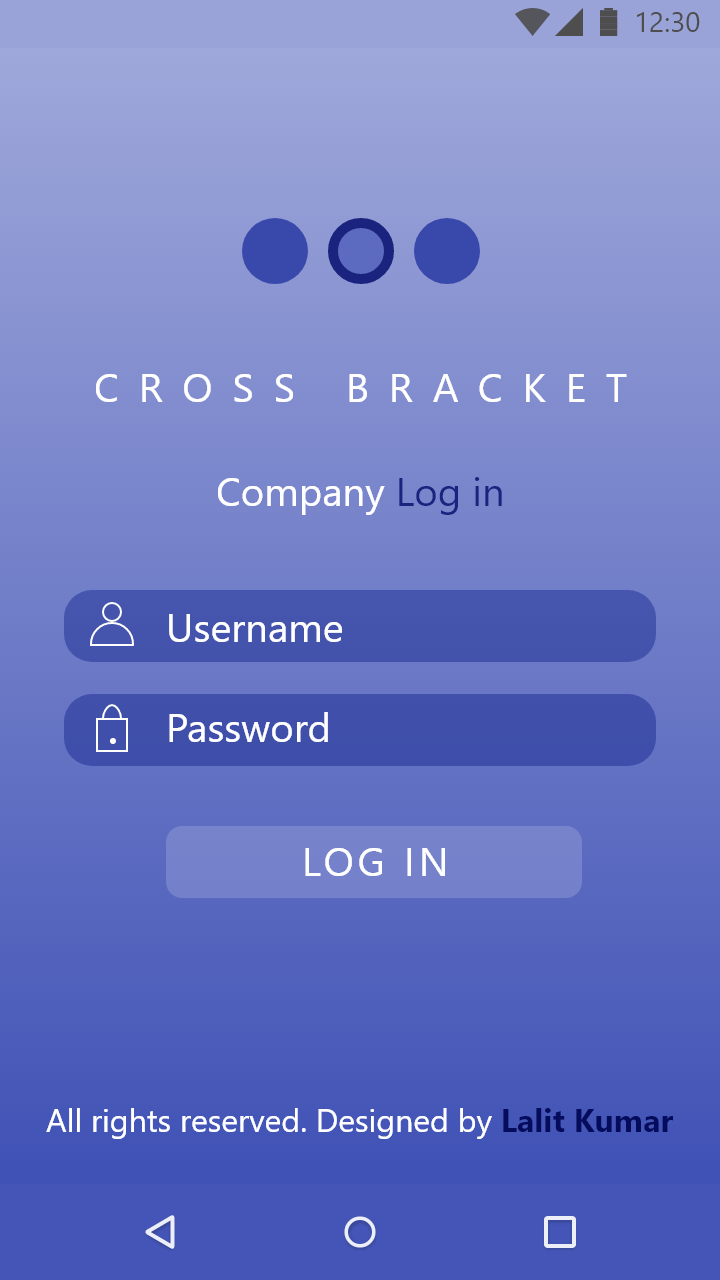 12:30
CROSS BRACKET
Company Log in
Username
Password
LOG IN
All rights reserved. Designed by Lalit Kumar